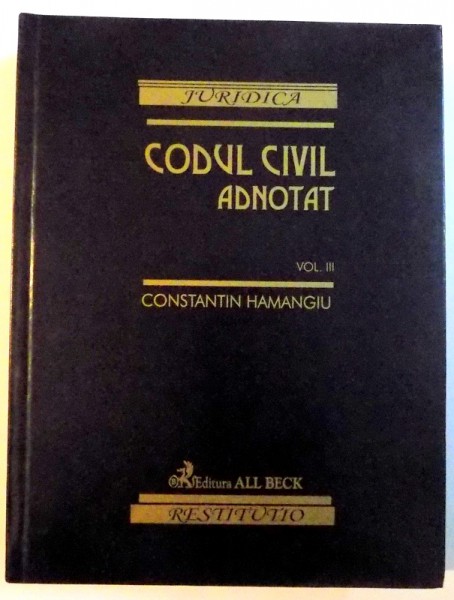 JURIDICA
CODUL CIVIL
ADNOTAT
VOL. III
CONSTANTIN HAMANGIU
Editura ALL BECK
RESTITUTIO